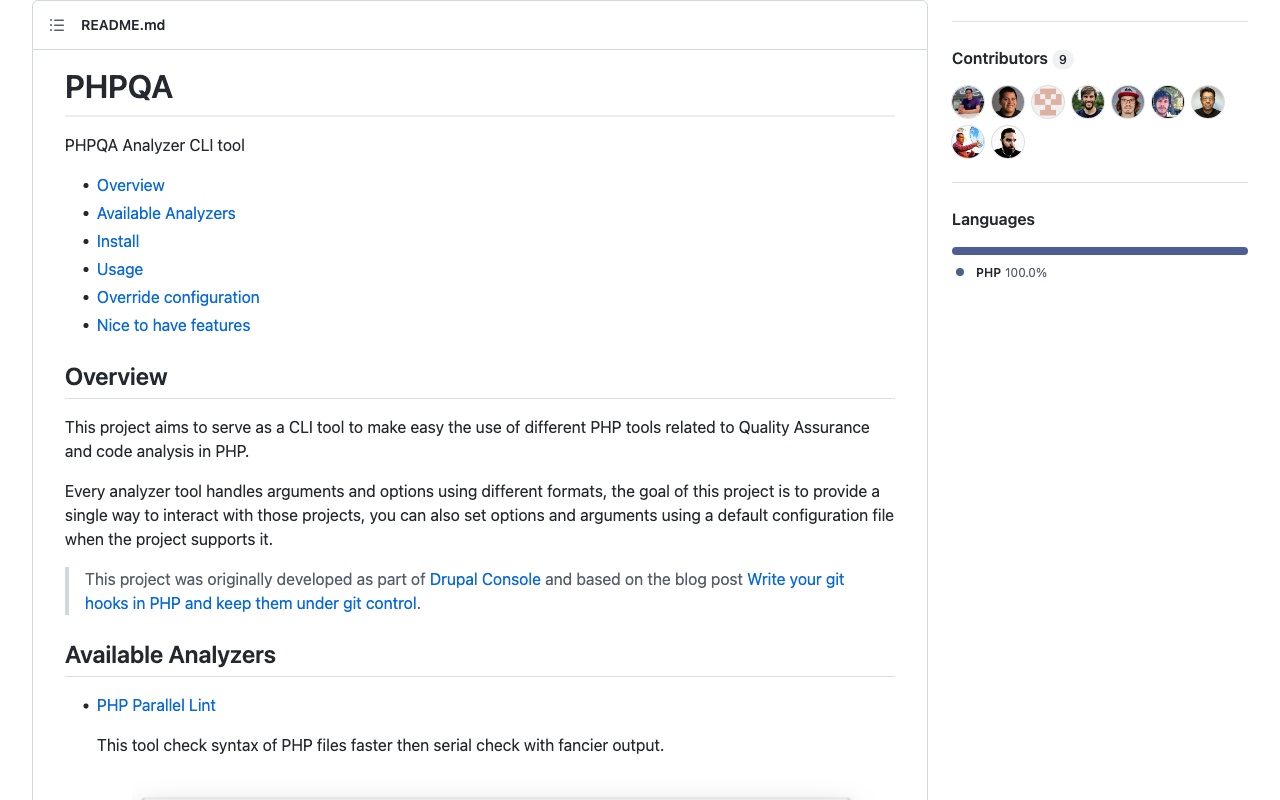 README.md
PHPQA
PHPQA Analyzer CLI tool
Overview
Available Analyzers
Install
Usage
Override configuration
Nice to have features
Overview
This project aims to serve as a CLI tool to make easy the use of different PHP tools related to Quality Assurance
and code analysis in PHP.
Every analyzer tool handles arguments and options using different formats, the goal of this project is to provide a
single way to interact with those projects, you can also set options and arguments using a default configuration file
when the project supports it.
This project was originally developed as part of Drupal Console and based on the blog post Write your git
hooks in PHP and keep them under git control.
Available Analyzers
PHP Parallel Lint
This tool check syntax of PHP files faster then serial check with fancier output.
Contributors 9
Languages
PHP 100.0%